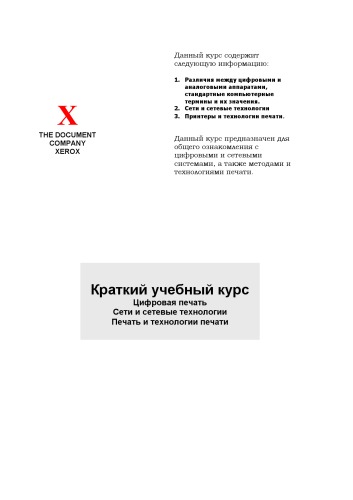 Данный курс содержит
следующую информацию:
1. Различия между цифровыми и
аналоговыми аппаратами,
стандартные компьютерные
термины и их значения.
2. Сети и сетевые технологии
3. Принтеры и технологии печати.
X
THE DOCUMENT
COMPANY
XEROX
Данный курс предназначен для
общего ознакомления с
цифровыми и сетевыми
системами, а также методами и
технологиями печати.
Краткий учебный курс
Цифровая печать
Сети и сетевые технологии
Печать и технологии печати